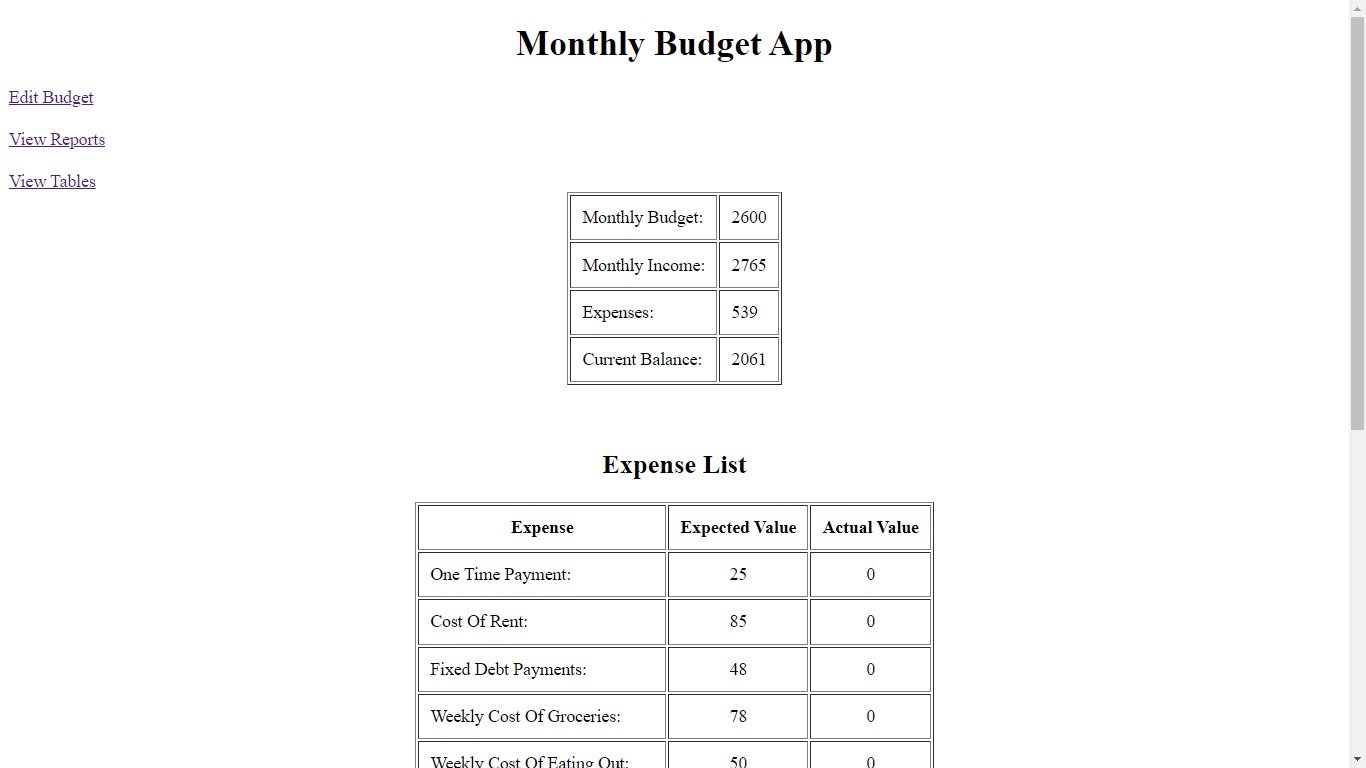 Monthly Budget App
Edit Budget
View Reports
View Tables
Monthly Budget: 2600
Monthly Income: 2765
Expenses: 539
Current Balance: 2061
Expense List
Expense Expected Value Actual Value
One Time Payment: 25 0
Cost Of Rent: 85 0
Fixed Debt Payments: 48 0
Weekly Cost Of Groceries: 78 0
Weekly Cost Of Eating Out: 50 0